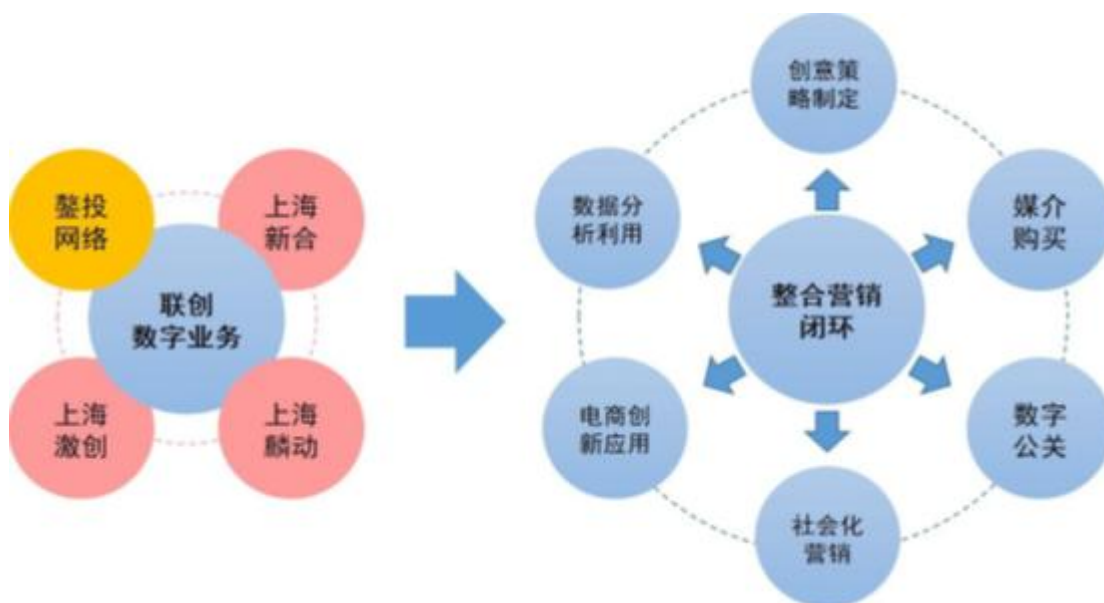 鏊投
网络
上海
新合
联创
数字业务
上海
激创
上海
麟动
创意策
略制定
数据分
析利用
媒介
购买
整合营销
闭环
电商创
新应用
数字
公关
社会化
营销